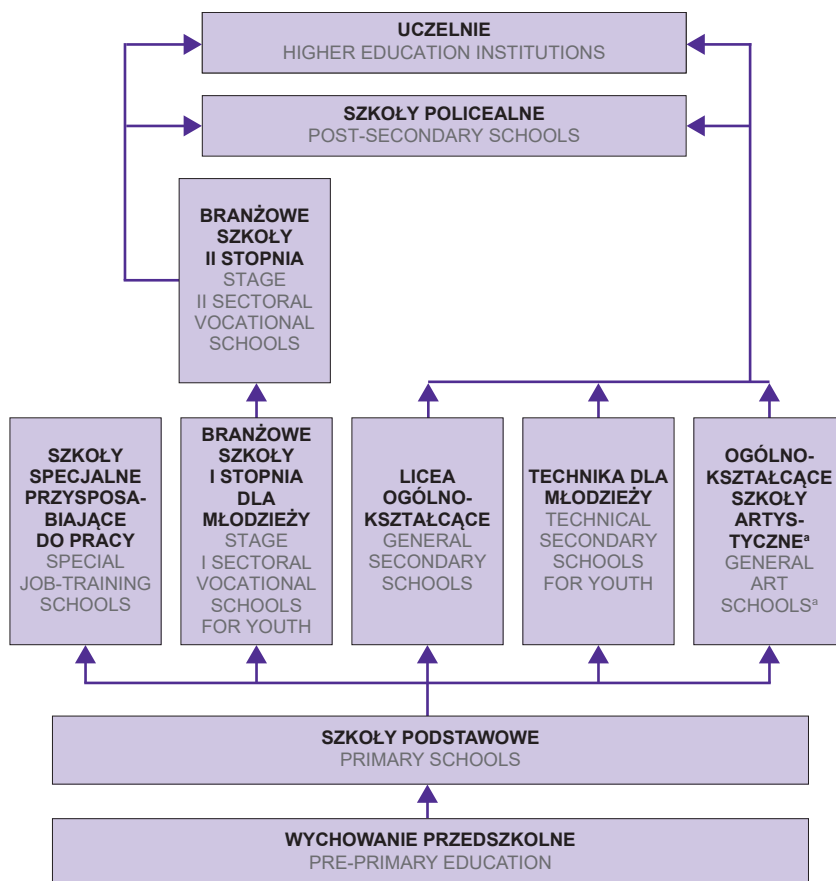 UCZELNIE
HIGHER EDUCATION INSTITUTIONS
SZKOŁY POLICEALNE
POST-SECONDARY SCHOOLS
BRANŻOWE
SZKOŁY
II STOPNIA
STAGE
II SECTORAL
VOCATIONAL
SCHOOLS
SZKOŁY
SPECJALNE
PRZYSPOSA-
BIAJĄCE
DO PRACY
SPECIAL
JOB-TRAINING
SCHOOLS
BRANŻOWE
SZKOŁY
I STOPNIA
DLA
MŁODZIEŻY
STAGE
I SECTORAL
VOCATIONAL
SCHOOLS
FOR YOUTH
LICEA
OGÓLNO-
KSZTAŁCĄCE
GENERAL
SECONDARY
SCHOOLS
TECHNIKA DLA
MŁODZIEŻY
TECHNICAL
SECONDARY
SCHOOLS
FOR YOUTH
OGÓLNO-
KSZTAŁCĄCE
SZKOŁY
ARTYS-
TYCZNEᵃ
GENERAL
ART
SCHOOLSᵃ
SZKOŁY PODSTAWOWE
PRIMARY SCHOOLS
WYCHOWANIE PRZEDSZKOLNE
PRE-PRIMARY EDUCATION